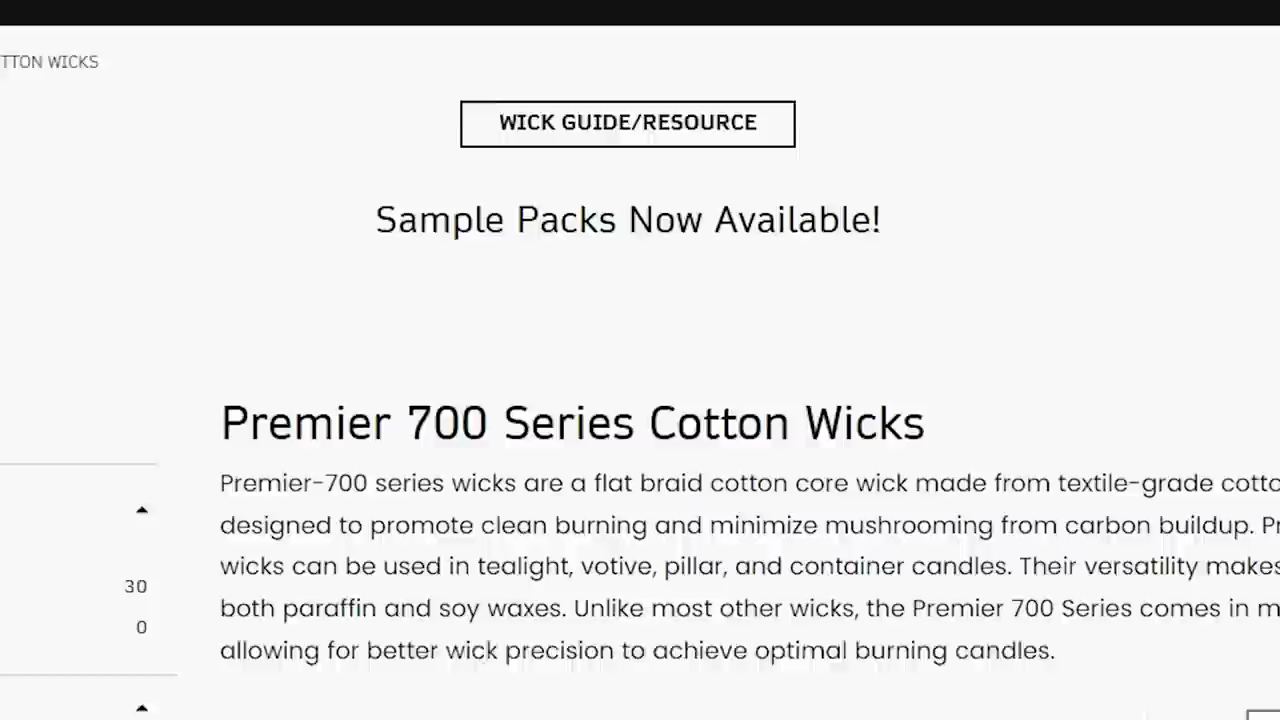 TTON WICKS
WICK GUIDE/RESOURCE
Sample Packs Now Available!
Premier 700 Series Cotton Wicks
Premier-700 series wicks are a flat braid cotton core wick made from textile-grade cotto
designed to promote clean burning and minimize mushrooming from carbon buildup. Pr
wicks can be used in tealight, votive, pillar, and container candles. Their versatility makes
both paraffin and soy waxes. Unlike most other wicks, the Premier 700 Series comes in m
allowing for better wick precision to achieve optimal burning candles.
30
0